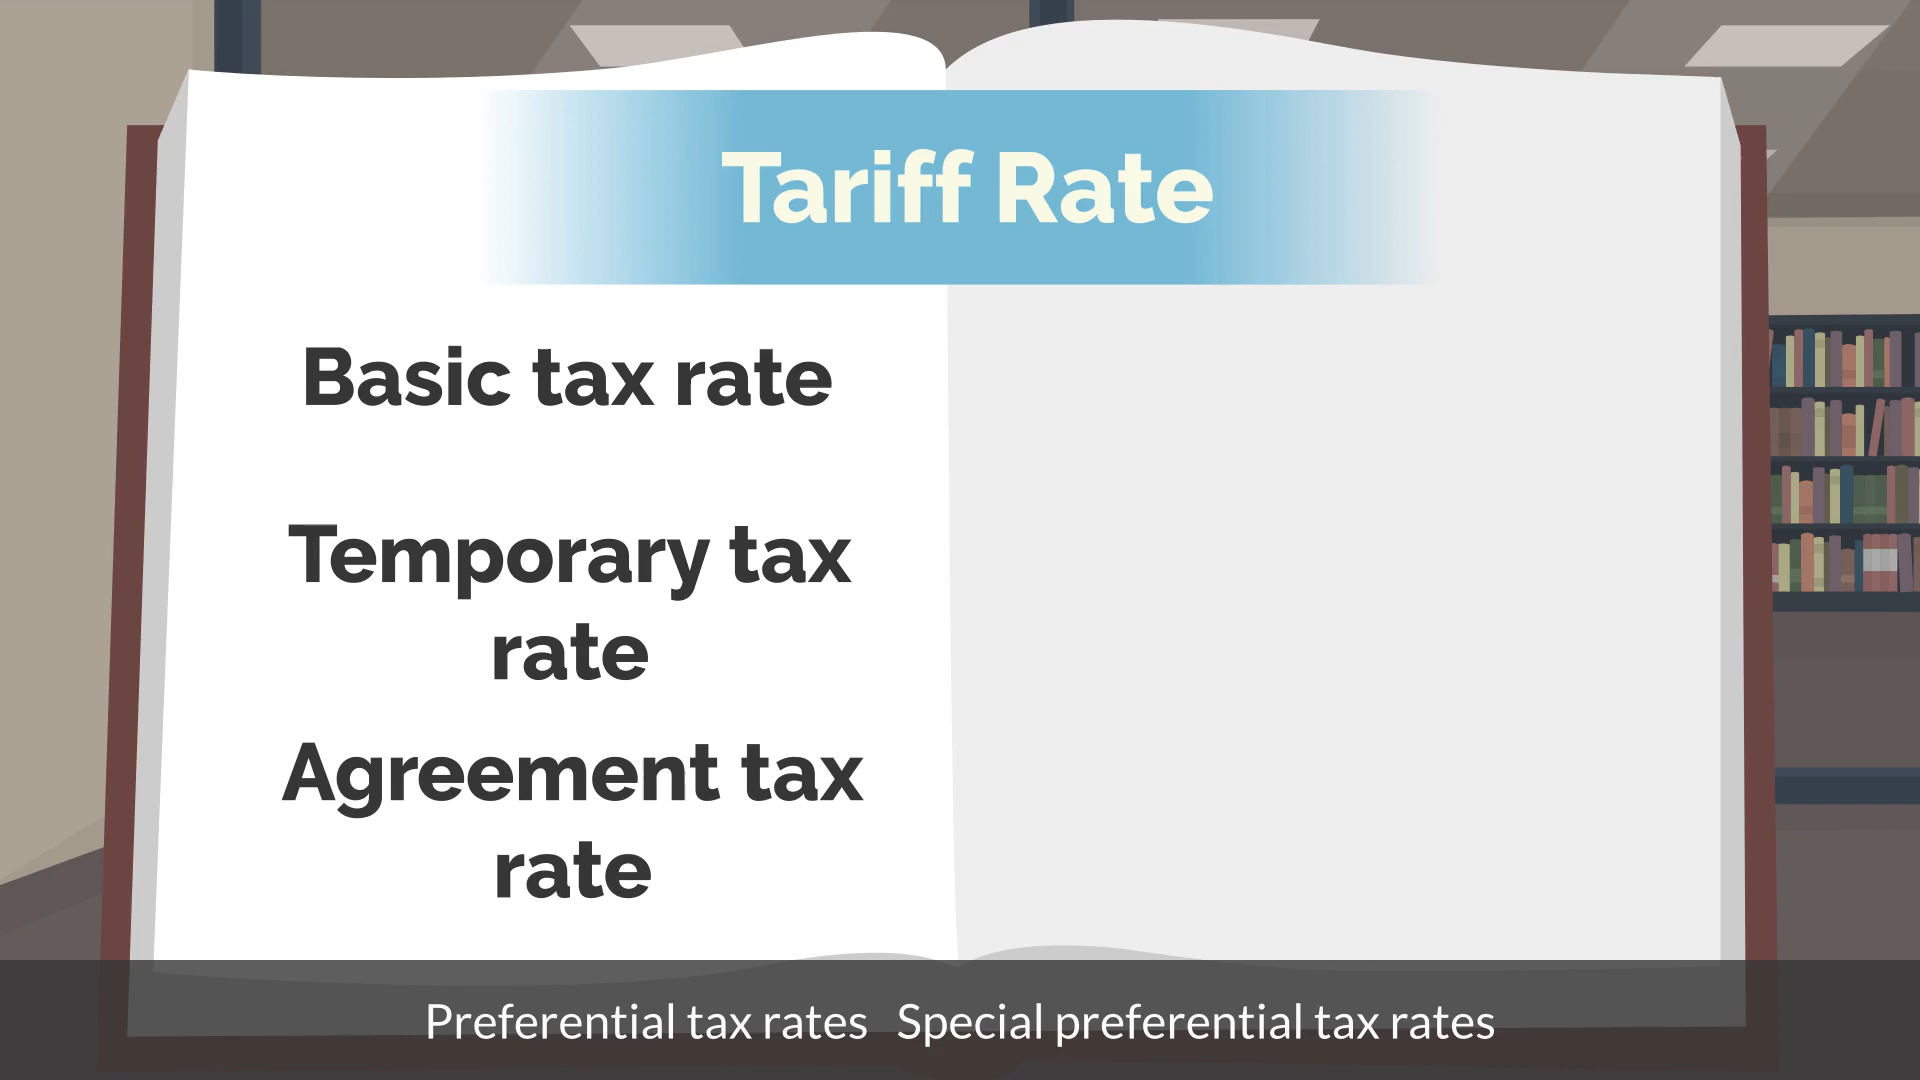 Tariff Rate
Basic tax rate
Temporary tax
rate
Agreement tax
rate
Preferential tax rates Special preferential tax rates